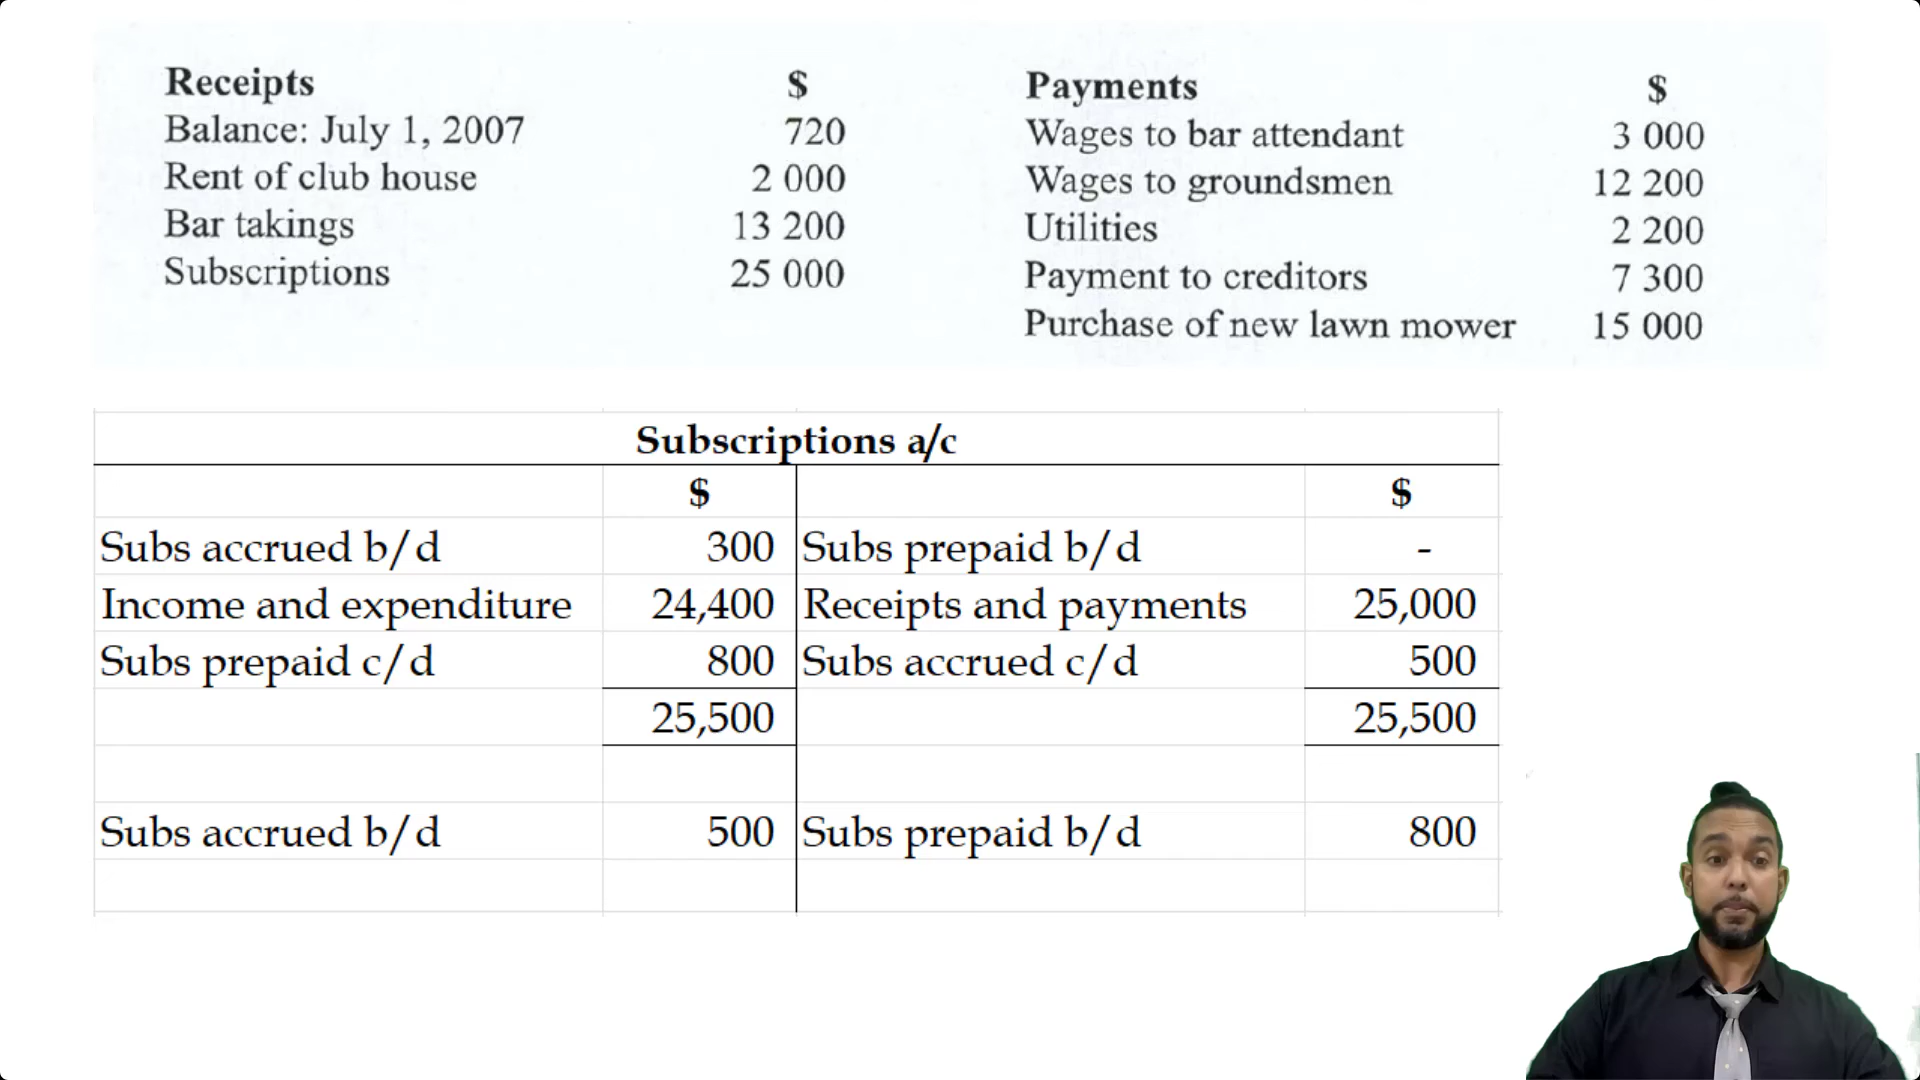 Receipts $
Balance: July 1, 2007 720
Rent of club house 2 000
Bar takings 13 200
Subscriptions 25 000
Payments $
Wages to bar attendant 3 000
Wages to groundsmen 12 200
Utilities 2 200
Payment to creditors 7 300
Purchase of new lawn mower 15 000
Subscriptions a/c
$ $
Subs accrued b/d 300 Subs prepaid b/d -
Income and expenditure 24,400 Receipts and payments 25,000
Subs prepaid c/d 800 Subs accrued c/d 500
25,500 25,500
Subs accrued b/d 500 Subs prepaid b/d 800